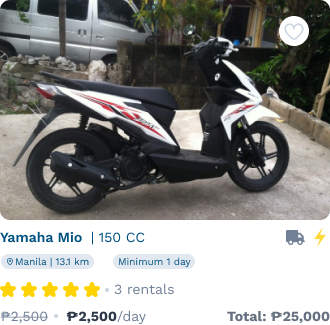 Yamaha Mio | 150 CC
Manila | 13.1 km Minimum 1 day
3 rentals
₱2,500 • ₱2,500/day Total: ₱25,000